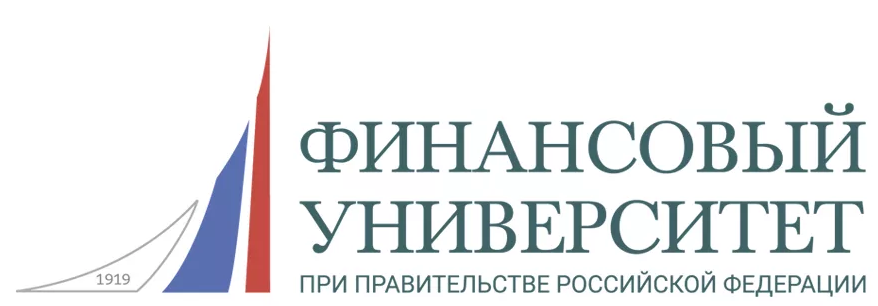 ФИНАНСОВЫЙ
УНИВЕРСИТЕТ
ПРИ ПРАВИТЕЛЬСТВЕ РОССИЙСКОЙ ФЕДЕРАЦИИ
1919